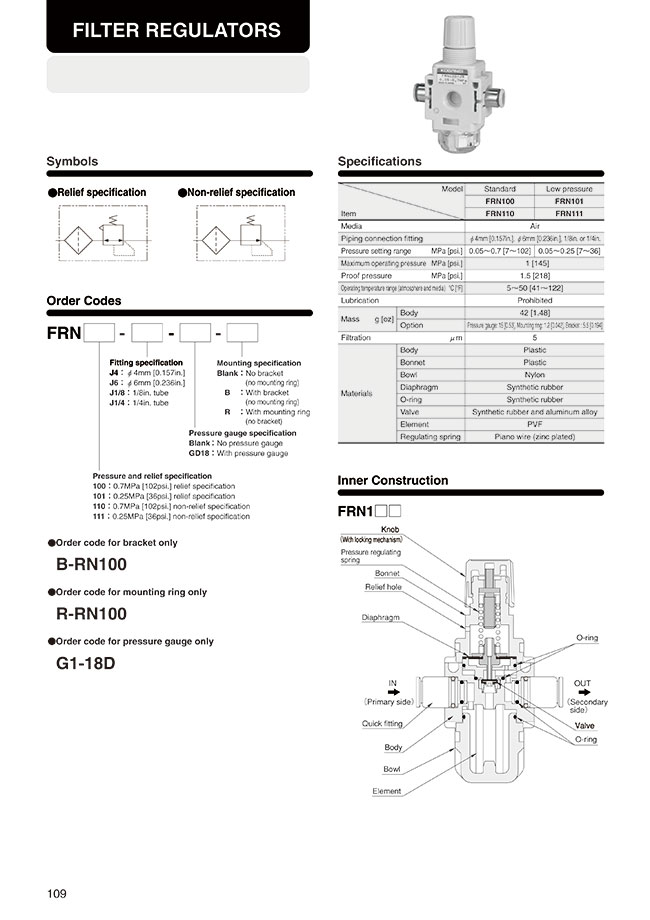 FILTER REGULATORS
Symbols
●Relief specification
●Non-relief specification
Order Codes
FRN - - -
Fitting specification
J4 : φ4mm [0.157in.]
J6 : φ6mm [0.236in.]
J1/8 : 1/8in. tube
J1/4 : 1/4in. tube
Mounting specification
Blank : No bracket
(no mounting ring)
B : With bracket
(no mounting ring)
R : With mounting ring
(no bracket)
Pressure gauge specification
Blank : No pressure gauge
GD18 : With pressure gauge
Pressure and relief specification
100 : 0.7MPa [102psi.] relief specification
101 : 0.25MPa [36psi.] relief specification
110 : 0.7MPa [102psi.] non-relief specification
111 : 0.25MPa [36psi.] non-relief specification
●Order code for bracket only
B-RN100
●Order code for mounting ring only
R-RN100
●Order code for pressure gauge only
G1-18D
Specifications
Model Standard Low pressure
FRN100 FRN101
Item FRN110 FRN111
Media Air
Piping connection fitting φ4mm [0.157in.], φ6mm [0.236in.], 1/8in. or 1/4in.
Pressure setting range MPa [psi.] 0.05~0.7 [7~102] 0.05~0.25 [7~36]
Maximum operating pressure MPa [psi.] 1 [145]
Proof pressure MPa [psi.] 1.5 [218]
Operating temperature range (atmosphere and media) °C [°F] 5~50 [41~122]
Lubrication Prohibited
Mass g [oz] Body 42 [1.48]
Option Pressure gauge: 15 [0.53], Mounting ring: 1.2 [0.042], Bracket: 5.5 [0.194]
Filtration μm 5
Materials
Body Plastic
Bonnet Plastic
Bowl Nylon
Diaphragm Synthetic rubber
O-ring Synthetic rubber
Valve Synthetic rubber and aluminum alloy
Element PVF
Regulating spring Piano wire (zinc plated)
Inner Construction
FRN1□□
Knob
(With locking mechanism)
Pressure regulating
spring
Bonnet
Relief hole
Diaphragm
O-ring
IN
(Primary side)
OUT
(Secondary
side)
Quick fitting
Valve
O-ring
Body
Bowl
Element
109